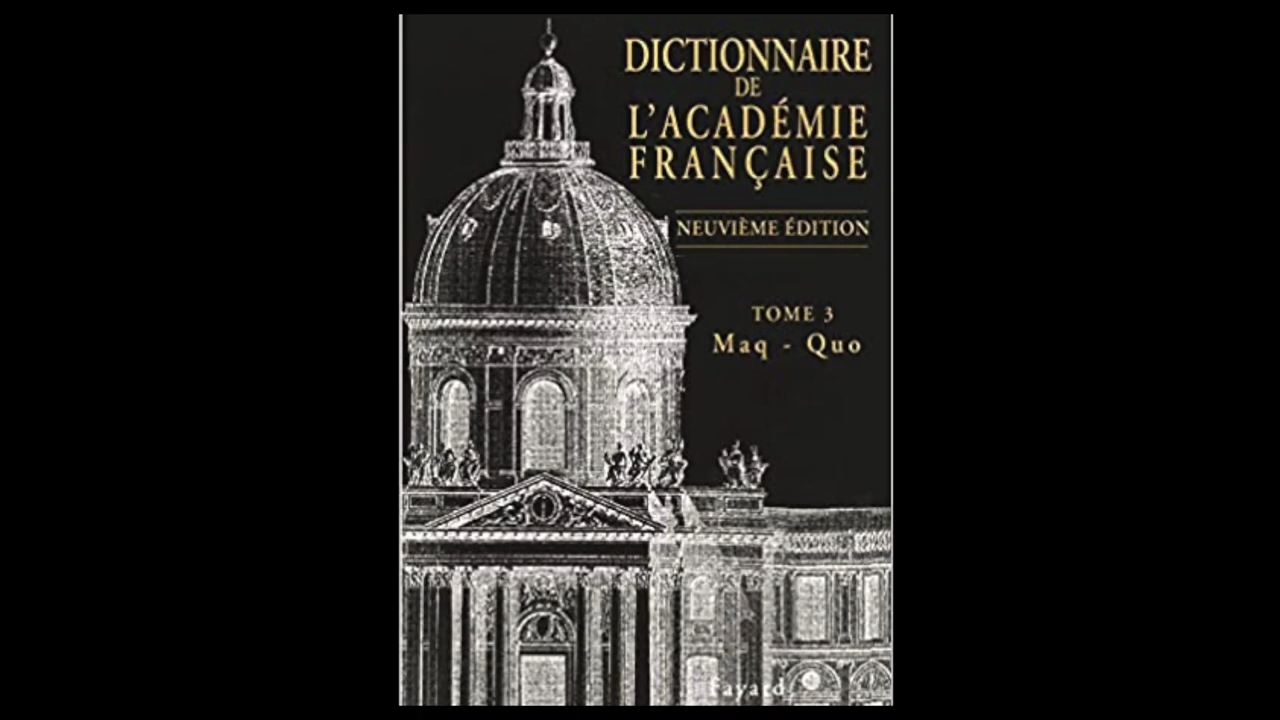 DICTIONNAIRE
DE
L'ACADÉMIE
FRANÇAISE
NEUVIÈME ÉDITION
TOME 3
Maq - Quo
Fayard